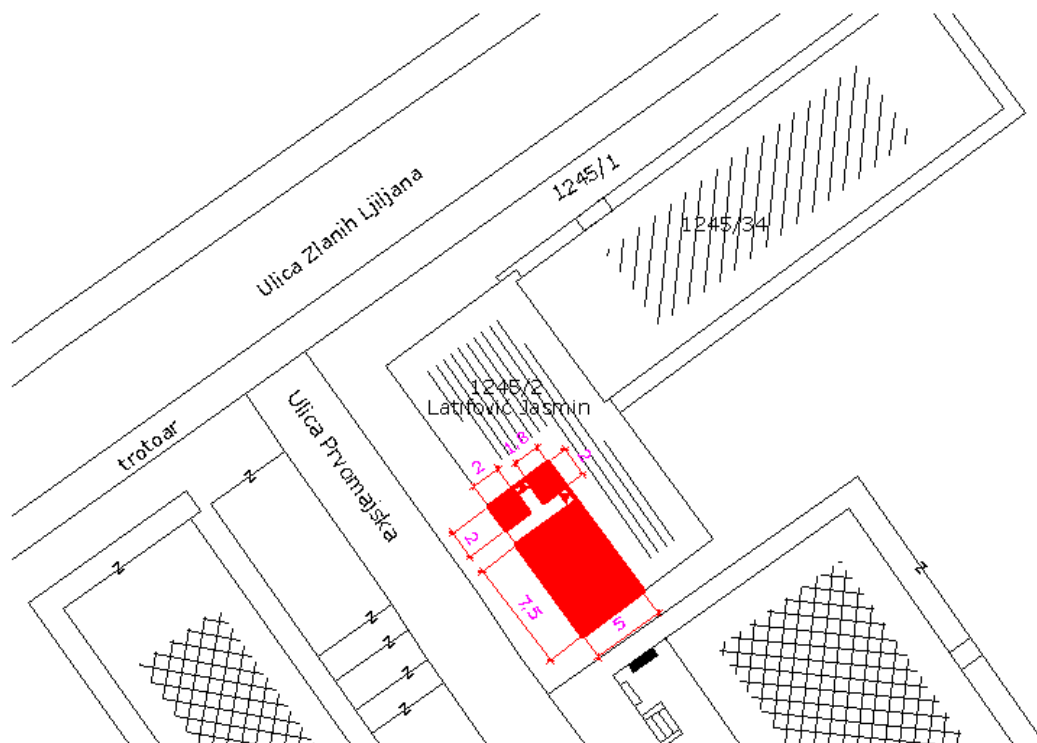 1245/1
Ulica Zlanih Ljiljana
1245/34
1245/2
Latifović Jasmin
Ulica Prvomajska
trotoar
2
1,8
2
2
7,5
5
z
z
z
z
z
z
z